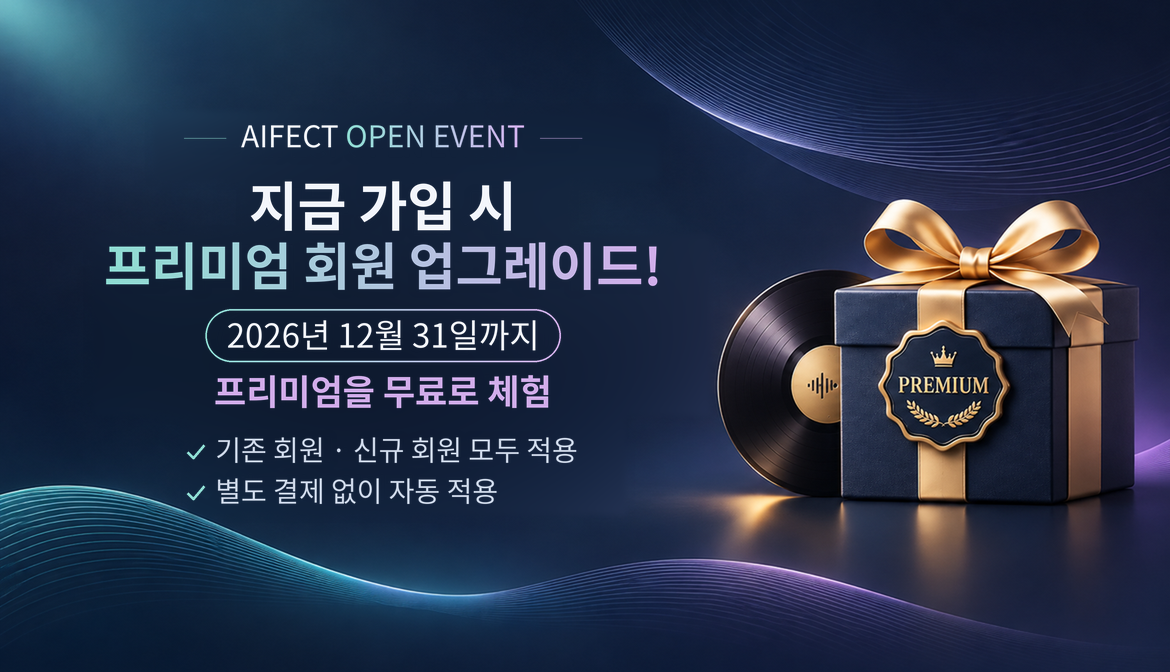 AIFECT OPEN EVENT
지금 가입 시
프리미엄 회원 업그레이드!
2026년 12월 31일까지
프리미엄을 무료로 체험
✓ 기존 회원 · 신규 회원 모두 적용
✓ 별도 결제 없이 자동 적용
PREMIUM